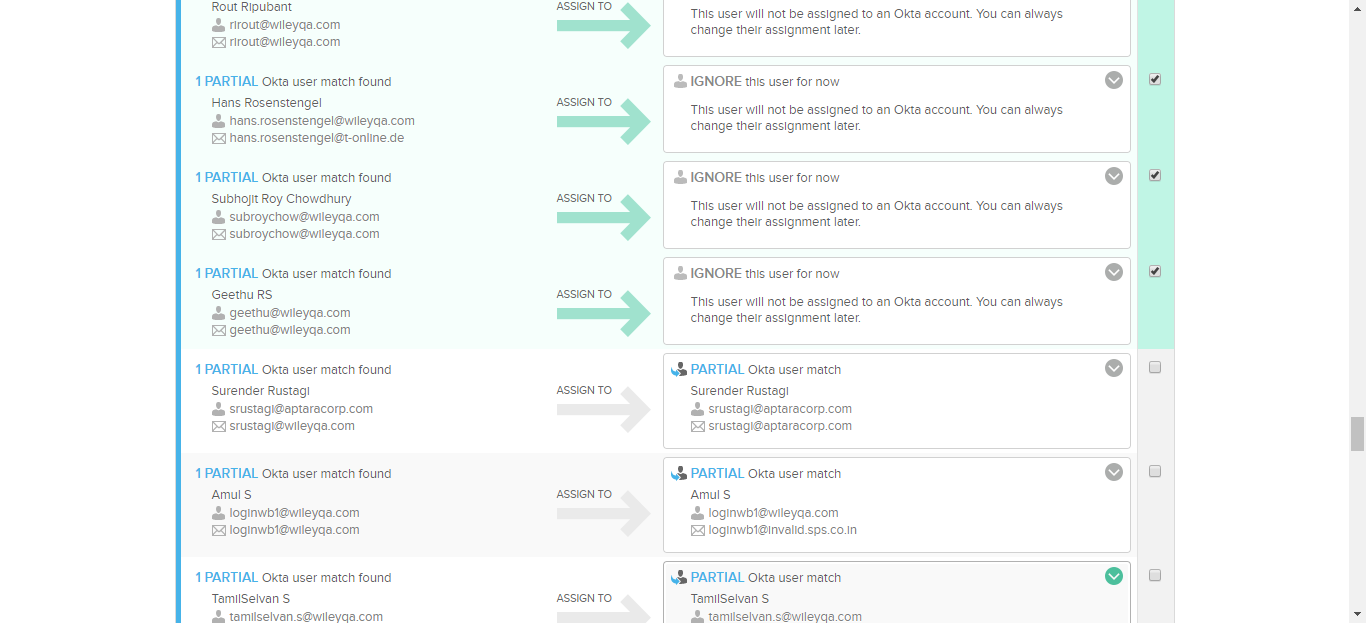 Rout Ripubant
rirout@wileyqa.com
rirout@wileyqa.com
ASSIGN TO
This user will not be assigned to an Okta account. You can always
change their assignment later.
1 PARTIAL Okta user match found
Hans Rosenstengel
hans.rosenstengel@wileyqa.com
hans.rosenstengel@t-online.de
ASSIGN TO
IGNORE this user for now
This user will not be assigned to an Okta account. You can always
change their assignment later.
1 PARTIAL Okta user match found
Subhojit Roy Chowdhury
subroychow@wileyqa.com
subroychow@wileyqa.com
ASSIGN TO
IGNORE this user for now
This user will not be assigned to an Okta account. You can always
change their assignment later.
1 PARTIAL Okta user match found
Geethu RS
geethu@wileyqa.com
geethu@wileyqa.com
ASSIGN TO
IGNORE this user for now
This user will not be assigned to an Okta account. You can always
change their assignment later.
1 PARTIAL Okta user match found
Surender Rustagi
srustagi@aptaracorp.com
srustagi@wileyqa.com
ASSIGN TO
PARTIAL Okta user match
Surender Rustagi
srustagi@aptaracorp.com
srustagi@aptaracorp.com
1 PARTIAL Okta user match found
Amul S
loginwb1@wileyqa.com
loginwb1@wileyqa.com
ASSIGN TO
PARTIAL Okta user match
Amul S
loginwb1@wileyqa.com
loginwb1@invalid.sps.co.in
1 PARTIAL Okta user match found
TamilSelvan S
tamilselvan.s@wileyqa.com
ASSIGN TO
PARTIAL Okta user match
TamilSelvan S
tamilselvan.s@wileyqa.com